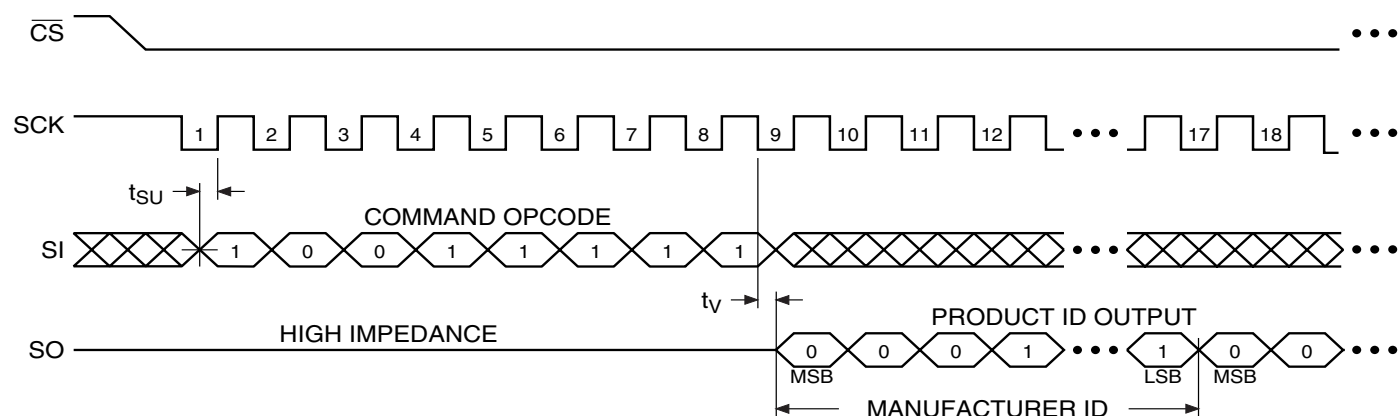 CS
SCK 1 2 3 4 5 6 7 8 9 10 11 12 17 18
tSU
COMMAND OPCODE
SI 1 0 0 1 1 1 1 1
tV
HIGH IMPEDANCE
PRODUCT ID OUTPUT
SO 0 0 0 1 1 0 0
MSB LSB MSB
MANUFACTURER ID